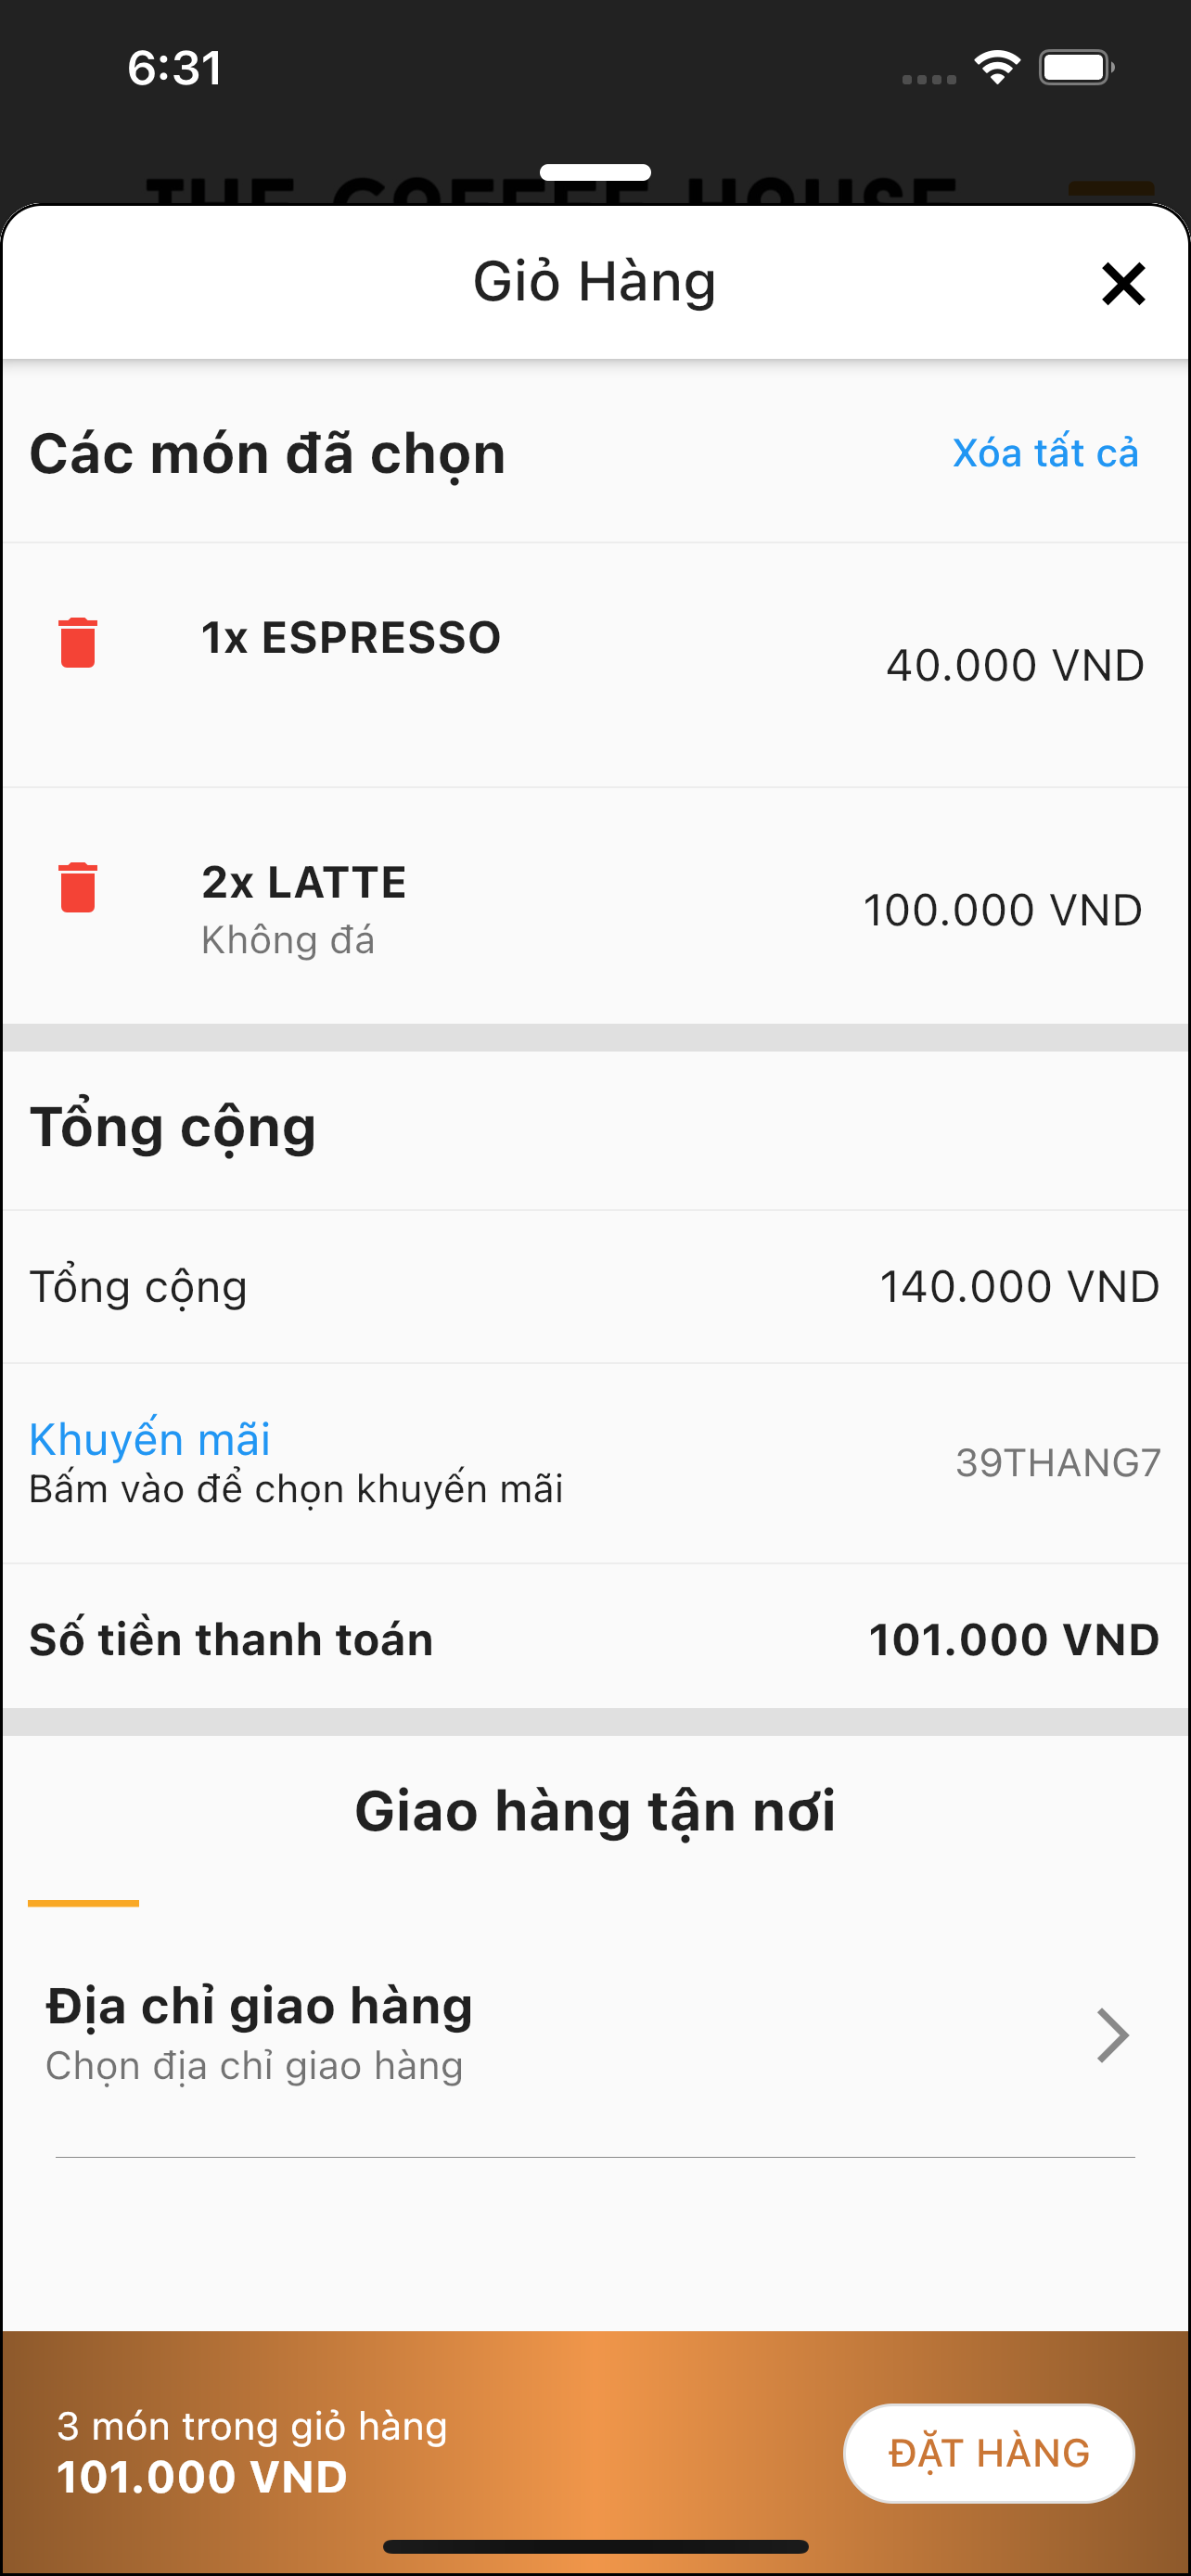 6:31
THE COFFEE HOUSE
Giỏ Hàng
Các món đã chọn
Xóa tất cả
1x ESPRESSO
40.000 VND
2x LATTE
Không đá
100.000 VND
Tổng cộng
Tổng cộng
140.000 VND
Khuyến mãi
Bấm vào để chọn khuyến mãi
39THANG7
Số tiền thanh toán
101.000 VND
Giao hàng tận nơi
Địa chỉ giao hàng
Chọn địa chỉ giao hàng
3 món trong giỏ hàng
101.000 VND
ĐẶT HÀNG